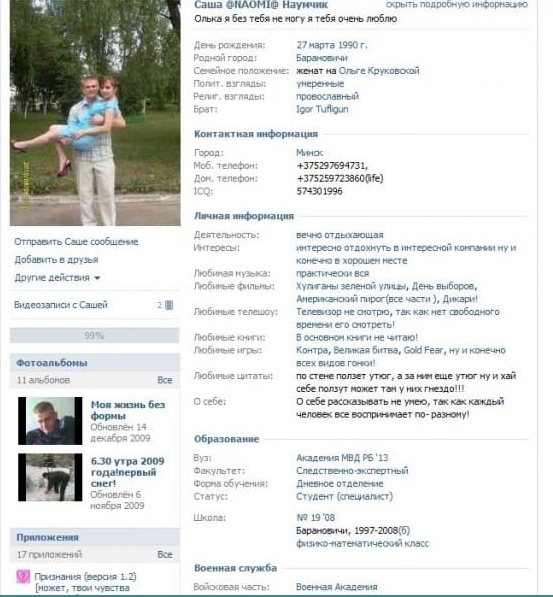 Саша @NAOMI@ Наумчик
скрыть подробную информацию
Олька я без тебя не могу я тебя очень люблю
День рождения: 27 марта 1990 г.
Родной город: Барановичи
Семейное положение: женат на Ольге Круковской
Полит. взгляды: умеренные
Религ. взгляды: провославный
Брат: Igor Tufligun
Контактная информация
Город: Минск
Моб. телефон: +375297694731,
Дом. телефон: +375259723860(life)
ICQ: 574301996
Личная информация
Деятельность: вечно отдыхающая
Интересы: интересно отдохнуть в интересной компании ну и
конечно в хорошем месте
Любимая музыка: практически вся
Любимые фильмы: Хулиганы зеленой улицы, День выборов,
Американский пирог(все части ), Дикари!
Любимые телешоу: Телевизор не смотрю, так как нет свободного
времени его смотреть!
Любимые книги: В основном книги не читаю!
Любимые игры: Контра, Великая битва, Gold Fear, ну и конечно
всех видов гонки!
Любимые цитаты: по стене ползет утюг, а за ним еще утюг ну и хай
себе ползут может там у них гнездо!!!
О себе: О себе рассказывать не умею, так как каждый
человек все воспринимает по- разному!
Образование
Вуз: Академия МВД РБ '13
Факультет: Следственно-экспертный
Форма обучения: Дневное отделение
Статус: Студент (специалист)
Школа: № 19 '08
Барановичи, 1997-2008(б)
физико-математический класс
Военная служба
Войсковая часть: Военная Академия
Отправить Саше сообщение
Добавить в друзья
Другие действия
Видеозаписи с Сашей 2
99%
Фотоальбомы
11 альбомов Все
Моя жизнь без
формы
Обновлён 14
декабря 2009
6.30 утра 2009
года!первый
снег!
Обновлён 6
ноября 2009
Приложения
17 приложений Все
Признания (версия 1.2)
[может, твои чувства